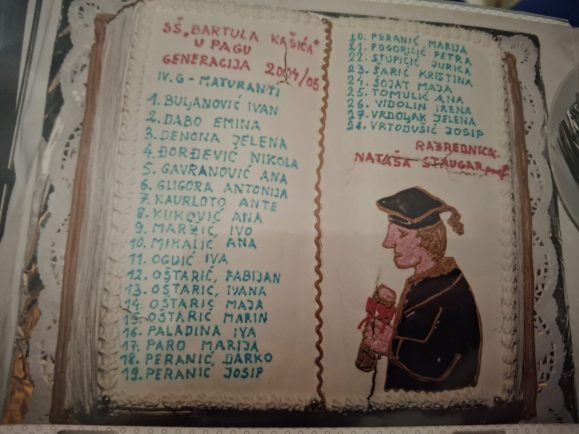 SŠ „BARTULA KAŠIĆA"
U PAGU
GENERACIJA 2004/05
IV. G - MATURANTI
1. BULJANOVIĆ IVAN
2. DABO EMINA
3. DENONA JELENA
4. ĐORĐEVIĆ NIKOLA
5. GAVRANOVIĆ ANA
6. GLIGORA ANTONIJA
7. KAURLOTO ANTE
8. KUKOVIĆ ANA
9. MARŽIĆ IVO
10. MIHALIĆ ANA
11. OGUIĆ IVA
12. OŠTARIĆ, FABIJAN
13. OŠTARIĆ, IVANA
14. OŠTARIĆ MAJA
15. OŠTARIĆ MARIN
16. PALADINA IVA
17. PARO MARIJA
18. PERANIĆ, DARKO
19. PERANIĆ JOSIP
20. PERANIĆ MARIJA
21. POGORILIĆ PETRA
22. STUPIČIĆ JURICA
23. ŠARIĆ KRISTINA
24. ŠOJAT MAJA
25. TOMULIĆ ANA
26. VIDOLIN IRENA
27. VRDOLJAK JELENA
28. VRTODUŠIĆ JOSIP
RAZREDNICA:
NATAŠA STRUGAR prof.